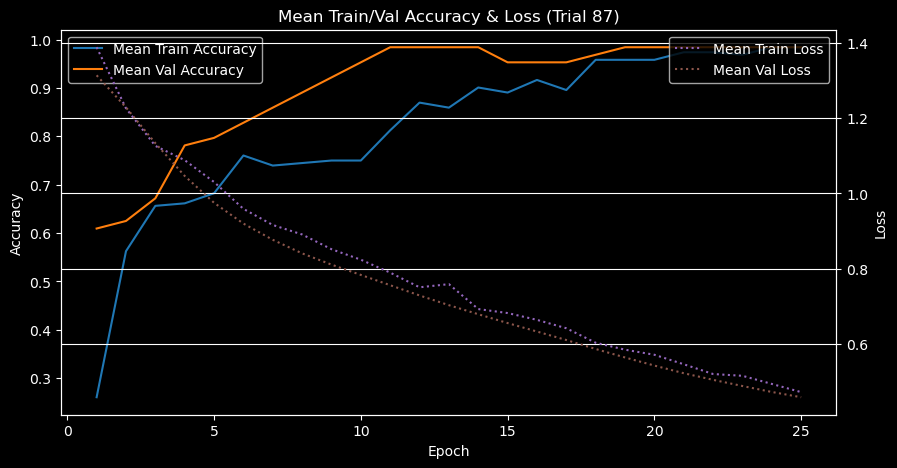 Mean Train/Val Accuracy & Loss (Trial 87)
Mean Train Accuracy
Mean Val Accuracy
Mean Train Loss
Mean Val Loss
Accuracy
1.0
0.9
0.8
0.7
0.6
0.5
0.4
0.3
Loss
1.4
1.2
1.0
0.8
0.6
0
5
10
15
20
25
Epoch